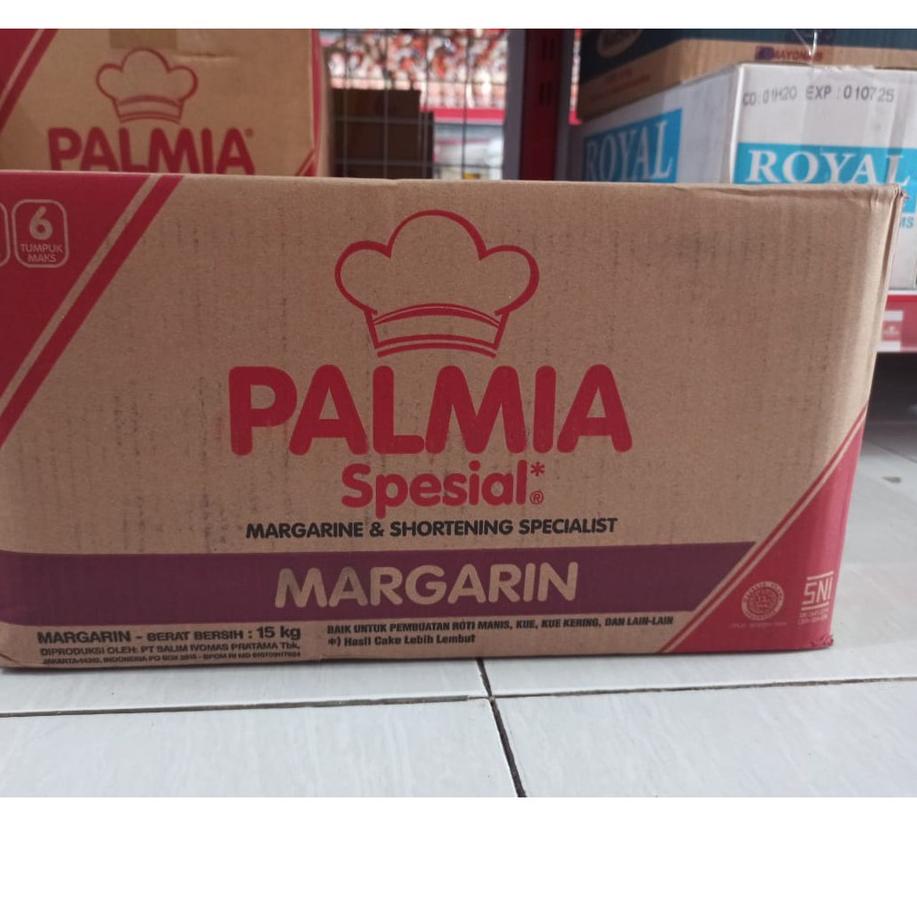 PALMIA®
MAYON
CO : 01H20 EXP : 010725
ROYAL
ROYAL
6
TUMPUK
MAKS
PALMIA
Spesial*®
MARGARINE & SHORTENING SPECIALIST
MARGARIN
MARGARIN - BERAT BERSIH : 15 kg
DIPRODUKSI OLEH: PT SALIM IVOMAS PRATAMA Tbk,
BAIK UNTUK PEMBUATAN ROTI MANIS, KUE, KUE KERING, DAN LAIN-LAIN
*) Hasil Cake Lebih Lembut
SNI